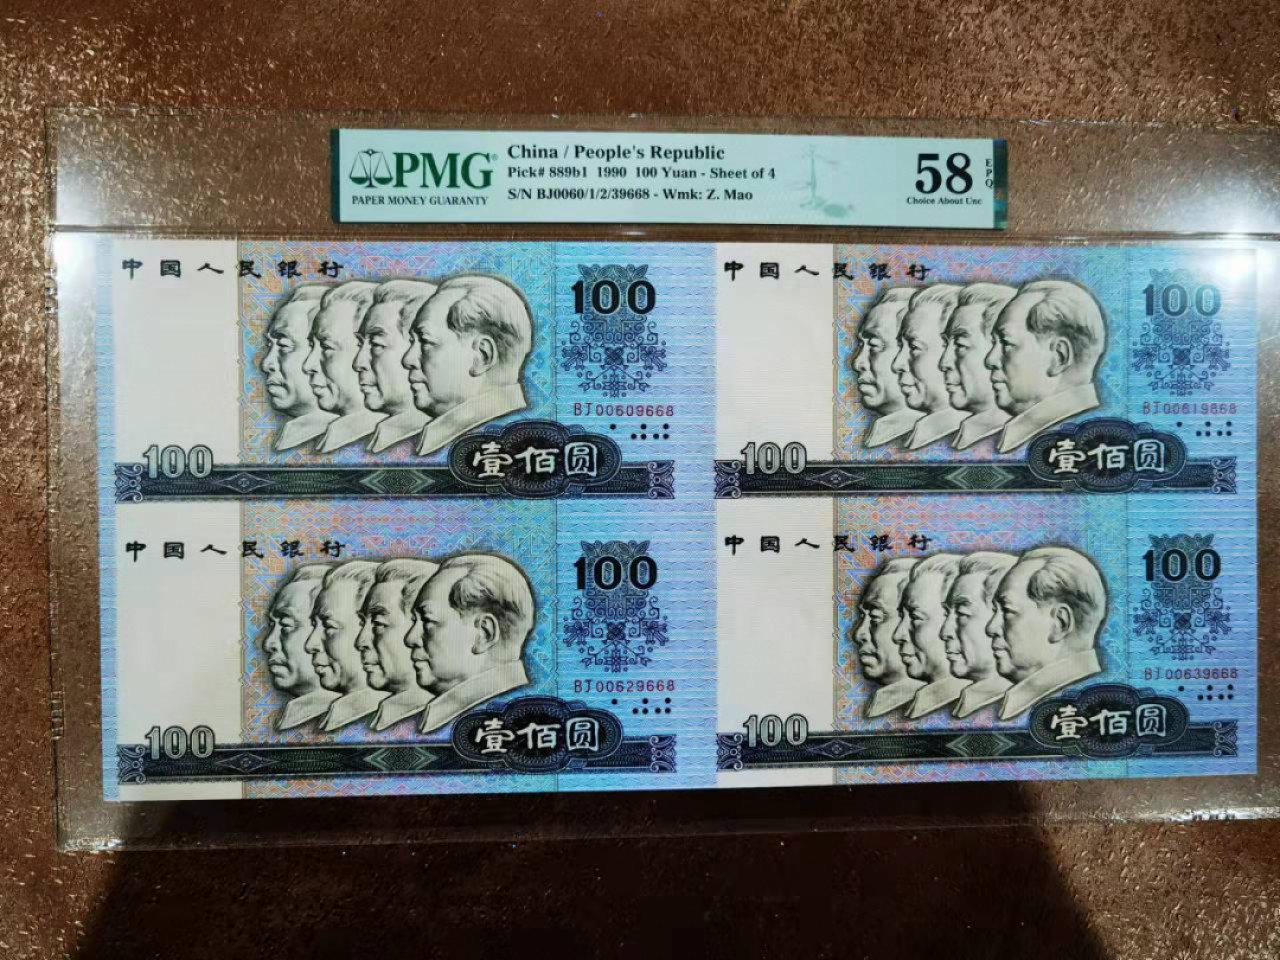 PMG
PAPER MONEY GUARANTY
China / People's Republic
Pick# 889b1 1990 100 Yuan - Sheet of 4
S/N BJ0060/1/2/39668 - Wmk: Z. Mao
58
EPQ
Choice About Unc
中国人民银行
100
BJ00609668
100
壹佰圆
中国人民银行
100
BJ00619668
100
壹佰圆
中国人民银行
100
BJ00629668
100
壹佰圆
中国人民银行
100
BJ00639668
100
壹佰圆